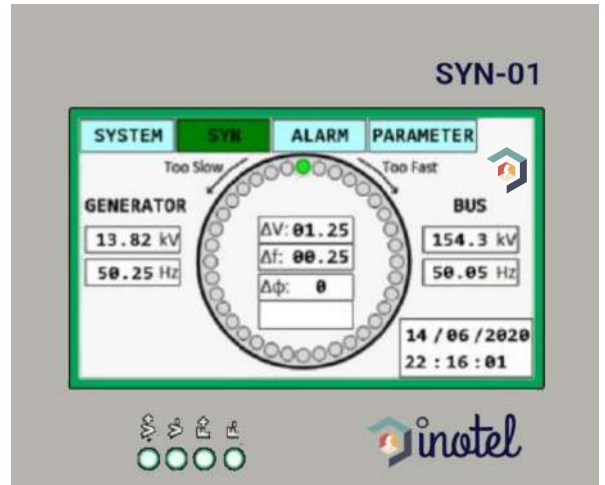 SYN-01
SYSTEM SYN ALARM PARAMETER
Too Slow Too Fast
GENERATOR BUS
13.82 kV ΔV: 01.25 154.3 kV
50.25 Hz Δf: 00.25 50.05 Hz
Δϕ: 0
14/06/2020
22:16:01
inotel